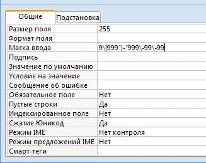 Общие Подстановка
Размер поля 255
Формат поля
Маска ввода 9\(999")-"999\-99\-99
Подпись
Значение по умолчанию
Условие на значение
Сообщение об ошибке
Обязательное поле Нет
Пустые строки Да
Индексированное поле Нет
Сжатие Юникод Да
Режим IME Нет контроля
Режим предложений IME Нет
Смарт-теги